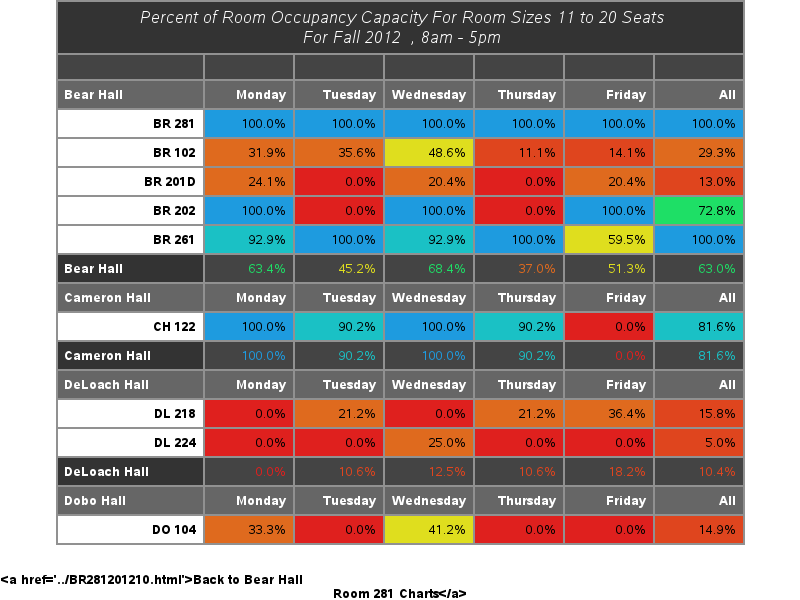 Percent of Room Occupancy Capacity For Room Sizes 11 to 20 Seats
For Fall 2012 , 8am - 5pm
Bear Hall Monday Tuesday Wednesday Thursday Friday All
BR 281 100.0% 100.0% 100.0% 100.0% 100.0% 100.0%
BR 102 31.9% 35.6% 48.6% 11.1% 14.1% 29.3%
BR 201D 24.1% 0.0% 20.4% 0.0% 20.4% 13.0%
BR 202 100.0% 0.0% 100.0% 0.0% 100.0% 72.8%
BR 261 92.9% 100.0% 92.9% 100.0% 59.5% 100.0%
Bear Hall 63.4% 45.2% 68.4% 37.0% 51.3% 63.0%
Cameron Hall Monday Tuesday Wednesday Thursday Friday All
CH 122 100.0% 90.2% 100.0% 90.2% 0.0% 81.6%
Cameron Hall 100.0% 90.2% 100.0% 90.2% 0.0% 81.6%
DeLoach Hall Monday Tuesday Wednesday Thursday Friday All
DL 218 0.0% 21.2% 0.0% 21.2% 36.4% 15.8%
DL 224 0.0% 0.0% 25.0% 0.0% 0.0% 5.0%
DeLoach Hall 0.0% 10.6% 12.5% 10.6% 18.2% 10.4%
Dobo Hall Monday Tuesday Wednesday Thursday Friday All
DO 104 33.3% 0.0% 41.2% 0.0% 0.0% 14.9%
<a href='../BR281201210.html'>Back to Bear Hall
Room 281 Charts</a>